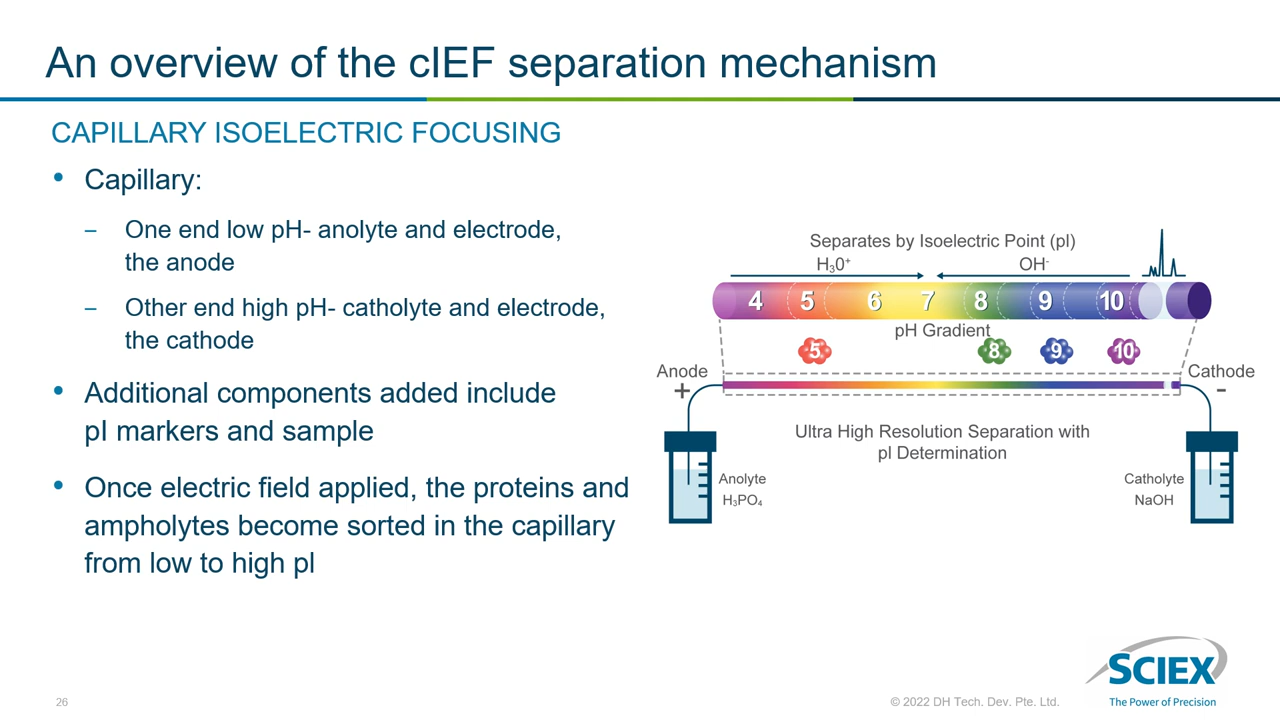 An overview of the cIEF separation mechanism
CAPILLARY ISOELECTRIC FOCUSING
• Capillary:
– One end low pH- anolyte and electrode,
the anode
– Other end high pH- catholyte and electrode,
the cathode
• Additional components added include
pI markers and sample
• Once electric field applied, the proteins and
ampholytes become sorted in the capillary
from low to high pI
Separates by Isoelectric Point (pI)
H₃0⁺ OH⁻
4 5 6 7 8 9 10
pH Gradient
5 8 9 10
Anode Cathode
+ -
Ultra High Resolution Separation with
pI Determination
Anolyte
H₃PO₄
Catholyte
NaOH
SCIEX
The Power of Precision
26
© 2022 DH Tech. Dev. Pte. Ltd.